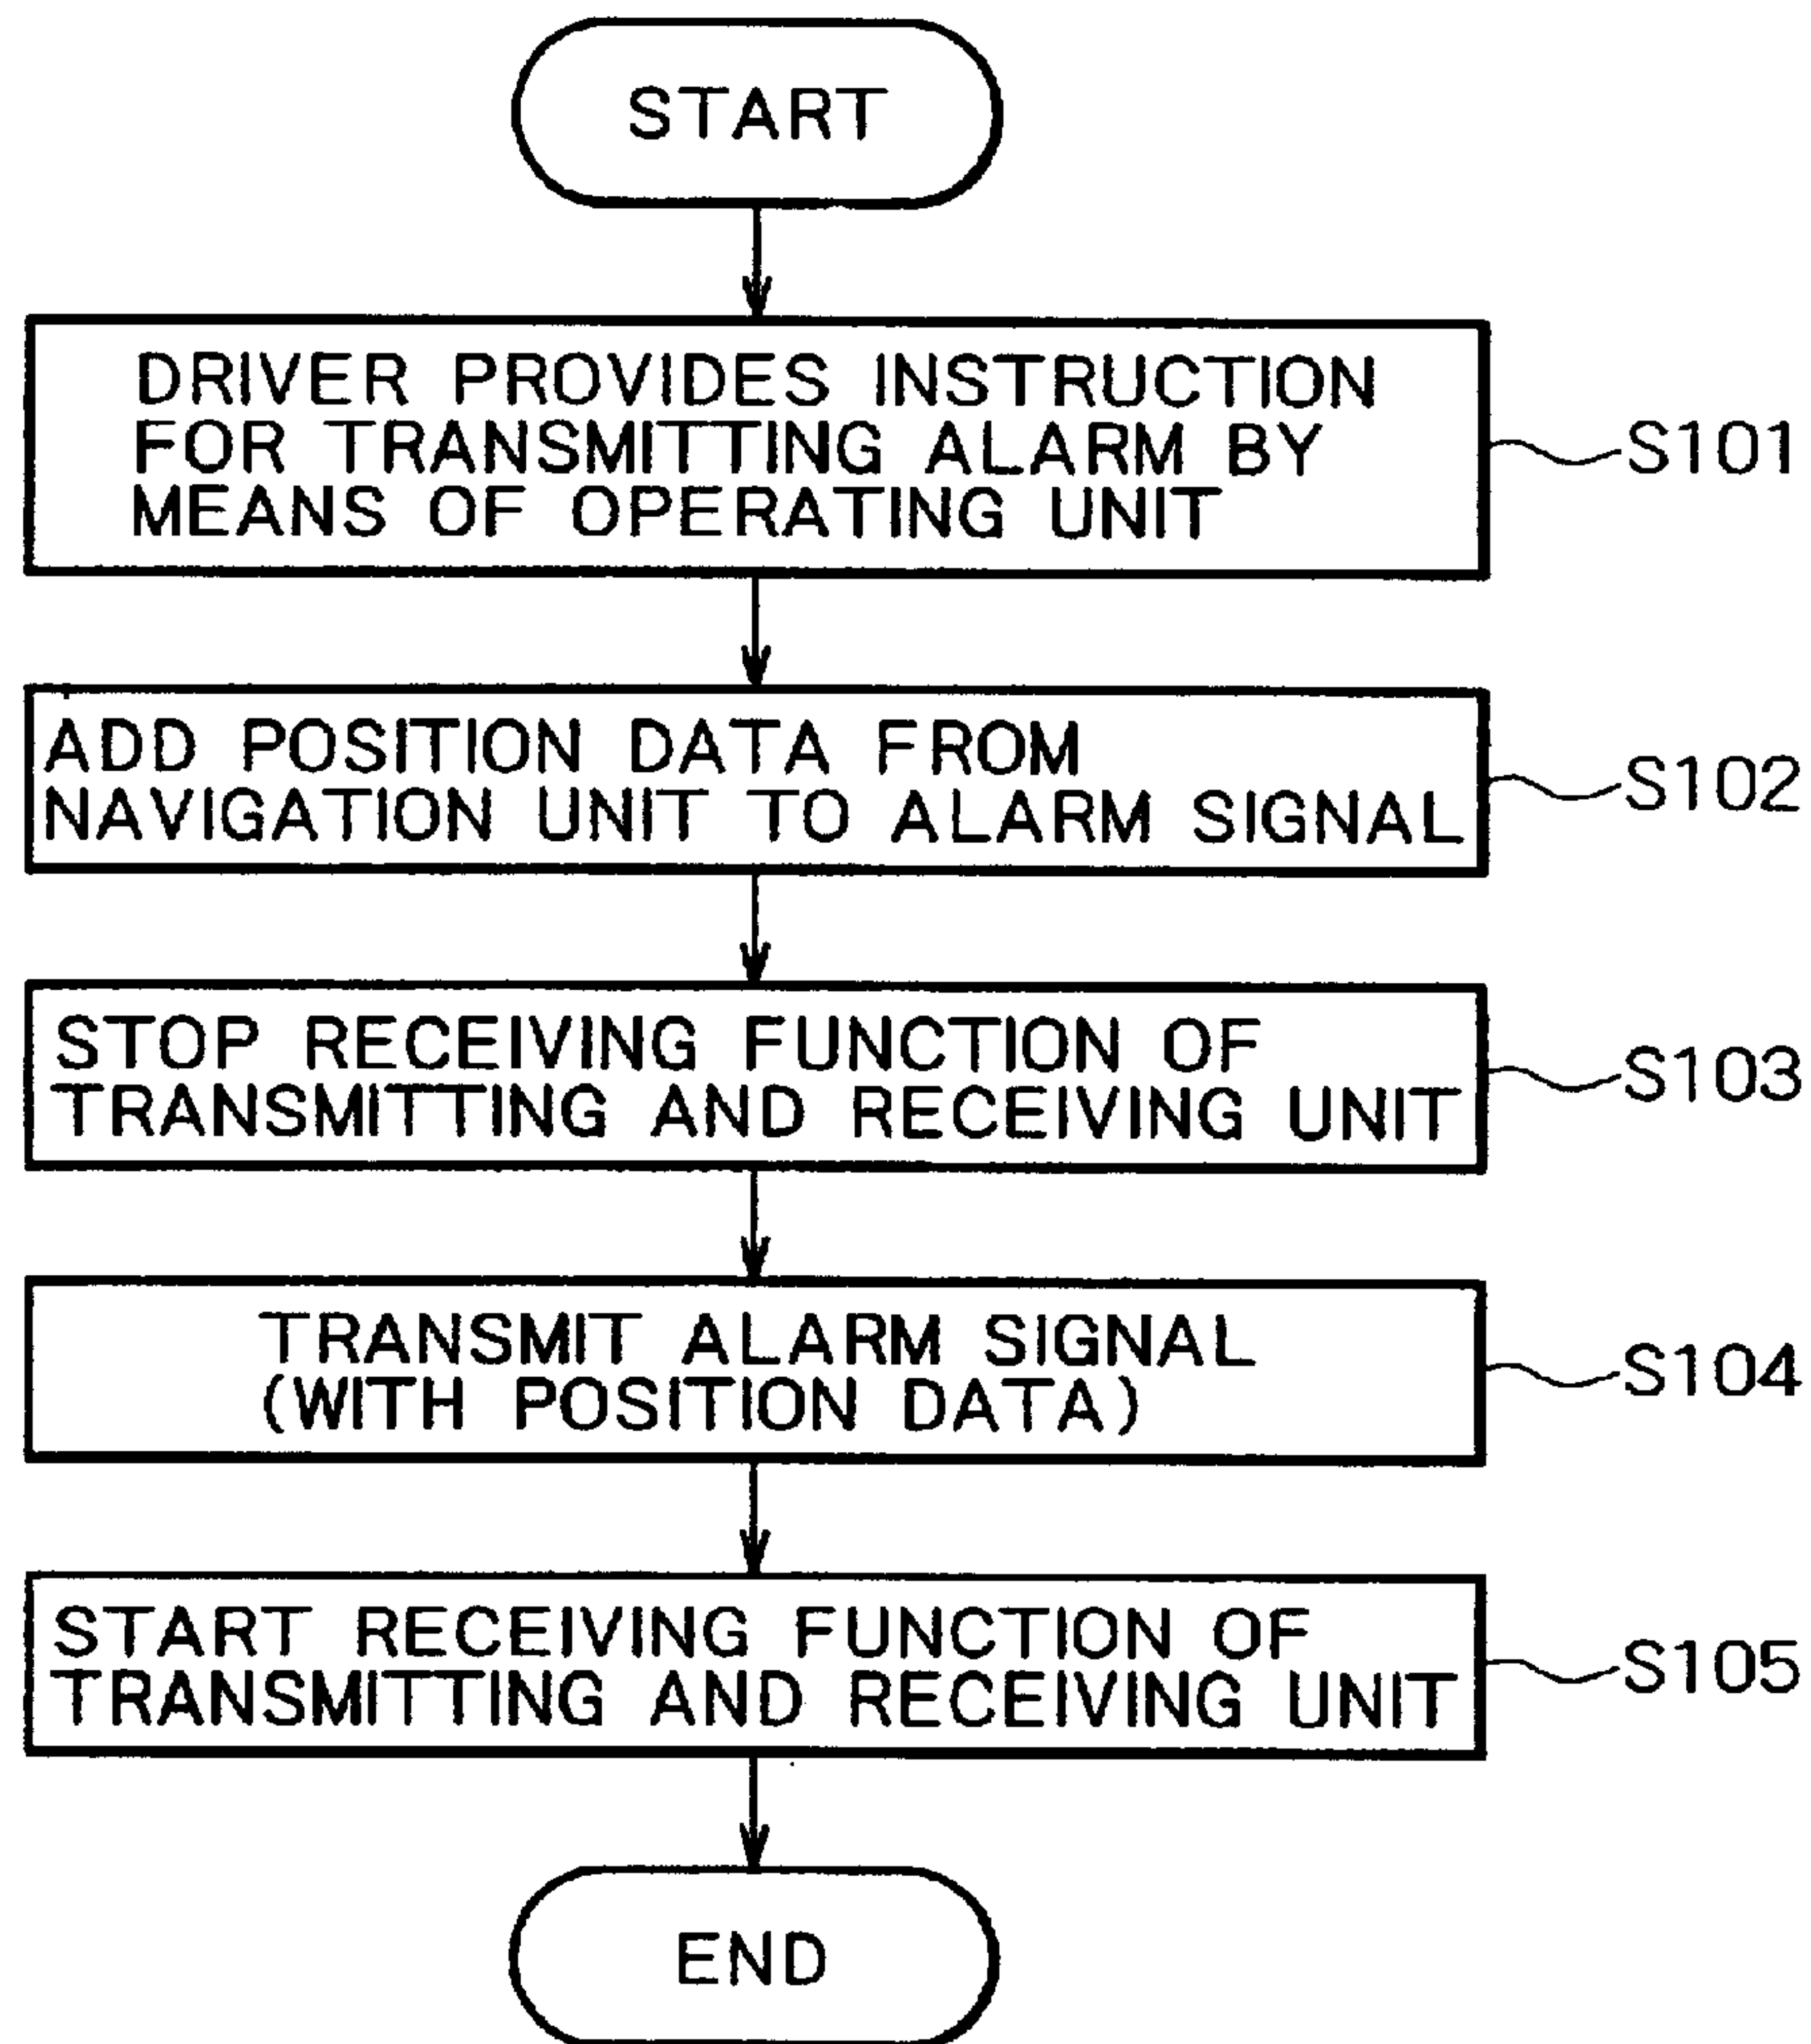 START
DRIVER PROVIDES INSTRUCTION
FOR TRANSMITTING ALARM BY
MEANS OF OPERATING UNIT
S101
ADD POSITION DATA FROM
NAVIGATION UNIT TO ALARM SIGNAL
S102
STOP RECEIVING FUNCTION OF
TRANSMITTING AND RECEIVING UNIT
S103
TRANSMIT ALARM SIGNAL
(WITH POSITION DATA)
S104
START RECEIVING FUNCTION OF
TRANSMITTING AND RECEIVING UNIT
S105
END